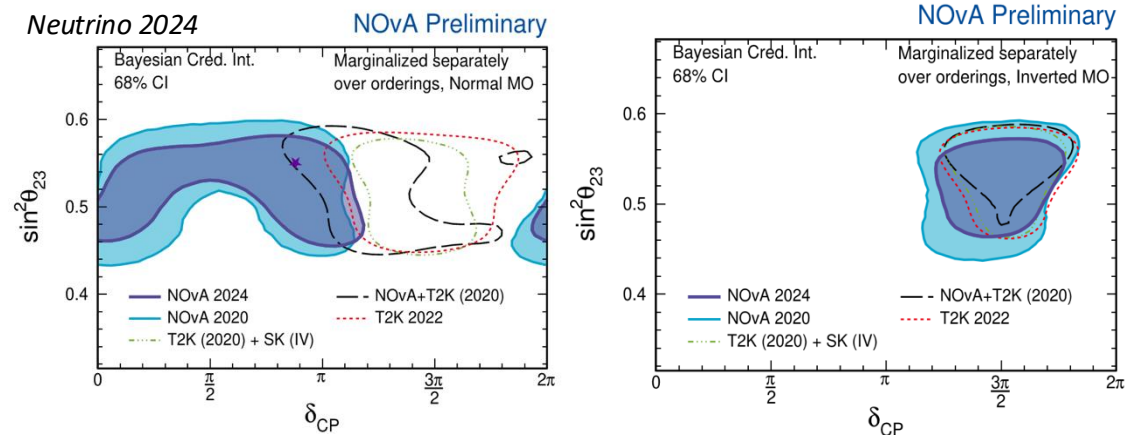 Neutrino 2024
NOvA Preliminary
Bayesian Cred. Int.
68% CI
Marginalized separately
over orderings, Normal MO
sin²θ23
0.6
0.5
0.4
NOvA 2024
NOvA 2020
T2K (2020) + SK (IV)
NOvA+T2K (2020)
T2K 2022
0
π/2
π
3π/2
2π
δCP
NOvA Preliminary
Bayesian Cred. Int.
68% CI
Marginalized separately
over orderings, Inverted MO
sin²θ23
0.6
0.5
0.4
NOvA 2024
NOvA 2020
T2K (2020) + SK (IV)
NOvA+T2K (2020)
T2K 2022
0
π/2
π
3π/2
2π
δCP